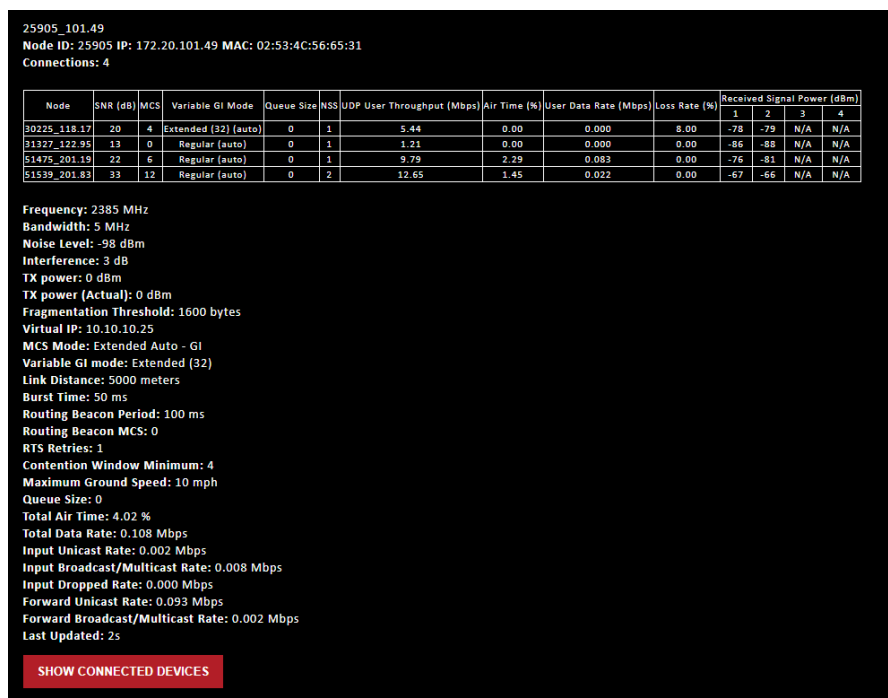 25905_101.49
Node ID: 25905 IP: 172.20.101.49 MAC: 02:53:4C:56:65:31
Connections: 4
Node SNR (dB) MCS Variable GI Mode Queue Size NSS UDP User Throughput (Mbps) Air Time (%) User Data Rate (Mbps) Loss Rate (%) Received Signal Power (dBm)
1 2 3 4
30225_118.17 20 4 Extended (32) (auto) 0 1 5.44 0.00 0.000 8.00 -78 -79 N/A N/A
31327_122.95 13 0 Regular (auto) 0 1 1.21 0.00 0.000 0.00 -86 -88 N/A N/A
51475_201.19 22 6 Regular (auto) 0 1 9.79 2.29 0.083 0.00 -76 -81 N/A N/A
51539_201.83 33 12 Regular (auto) 0 2 12.65 1.45 0.022 0.00 -67 -66 N/A N/A
Frequency: 2385 MHz
Bandwidth: 5 MHz
Noise Level: -98 dBm
Interference: 3 dB
TX power: 0 dBm
TX power (Actual): 0 dBm
Fragmentation Threshold: 1600 bytes
Virtual IP: 10.10.10.25
MCS Mode: Extended Auto - GI
Variable GI mode: Extended (32)
Link Distance: 5000 meters
Burst Time: 50 ms
Routing Beacon Period: 100 ms
Routing Beacon MCS: 0
RTS Retries: 1
Contention Window Minimum: 4
Maximum Ground Speed: 10 mph
Queue Size: 0
Total Air Time: 4.02 %
Total Data Rate: 0.108 Mbps
Input Unicast Rate: 0.002 Mbps
Input Broadcast/Multicast Rate: 0.008 Mbps
Input Dropped Rate: 0.000 Mbps
Forward Unicast Rate: 0.093 Mbps
Forward Broadcast/Multicast Rate: 0.002 Mbps
Last Updated: 2s
SHOW CONNECTED DEVICES